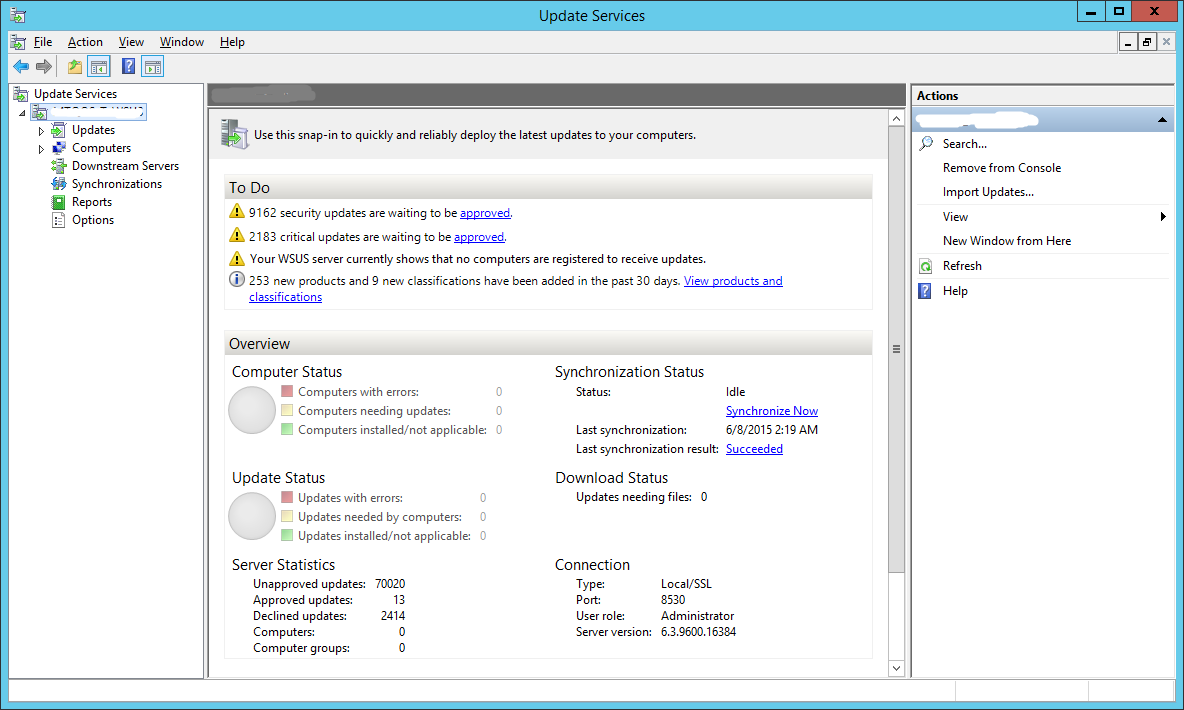 Update Services
File Action View Window Help
Update Services
Updates
Computers
Downstream Servers
Synchronizations
Reports
Options
Use this snap-in to quickly and reliably deploy the latest updates to your computers.
To Do
9162 security updates are waiting to be approved.
2183 critical updates are waiting to be approved.
Your WSUS server currently shows that no computers are registered to receive updates.
253 new products and 9 new classifications have been added in the past 30 days. View products and
classifications
Overview
Computer Status
Computers with errors: 0
Computers needing updates: 0
Computers installed/not applicable: 0
Synchronization Status
Status: Idle
Synchronize Now
Last synchronization: 6/8/2015 2:19 AM
Last synchronization result: Succeeded
Update Status
Updates with errors: 0
Updates needed by computers: 0
Updates installed/not applicable: 0
Download Status
Updates needing files: 0
Server Statistics
Unapproved updates: 70020
Approved updates: 13
Declined updates: 2414
Computers: 0
Computer groups: 0
Connection
Type: Local/SSL
Port: 8530
User role: Administrator
Server version: 6.3.9600.16384
Actions
Search...
Remove from Console
Import Updates...
View
New Window from Here
Refresh
Help